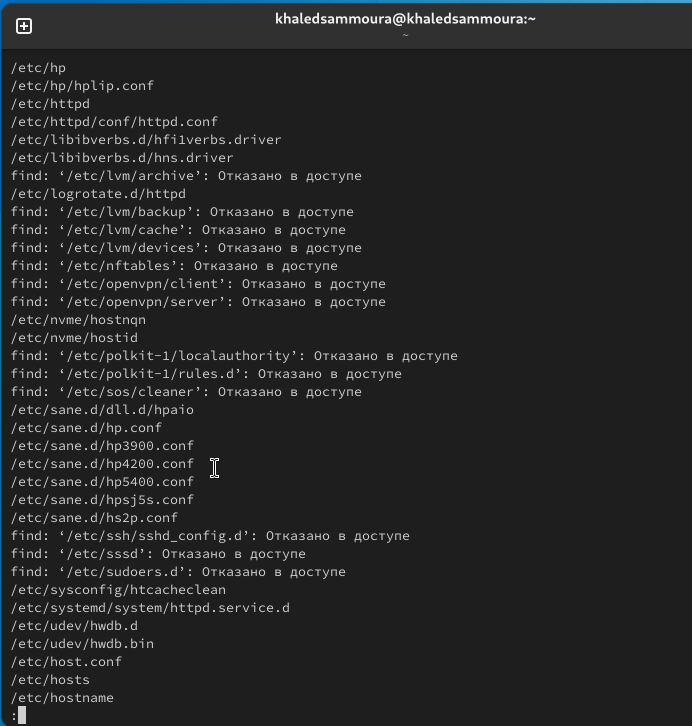 khaledsammoura@khaledsammoura:~
~
/etc/hp
/etc/hp/hplip.conf
/etc/httpd
/etc/httpd/conf/httpd.conf
/etc/libibverbs.d/hfi1verbs.driver
/etc/libibverbs.d/hns.driver
find: ‘/etc/lvm/archive’: Отказано в доступе
/etc/logrotate.d/httpd
find: ‘/etc/lvm/backup’: Отказано в доступе
find: ‘/etc/lvm/cache’: Отказано в доступе
find: ‘/etc/lvm/devices’: Отказано в доступе
find: ‘/etc/nftables’: Отказано в доступе
find: ‘/etc/openvpn/client’: Отказано в доступе
find: ‘/etc/openvpn/server’: Отказано в доступе
/etc/nvme/hostnqn
/etc/nvme/hostid
find: ‘/etc/polkit-1/localauthority’: Отказано в доступе
find: ‘/etc/polkit-1/rules.d’: Отказано в доступе
find: ‘/etc/sos/cleaner’: Отказано в доступе
/etc/sane.d/dll.d/hpaio
/etc/sane.d/hp.conf
/etc/sane.d/hp3900.conf
/etc/sane.d/hp4200.conf
/etc/sane.d/hp5400.conf
/etc/sane.d/hpsj5s.conf
/etc/sane.d/hs2p.conf
find: ‘/etc/ssh/sshd_config.d’: Отказано в доступе
find: ‘/etc/sssd’: Отказано в доступе
find: ‘/etc/sudoers.d’: Отказано в доступе
/etc/sysconfig/htcacheclean
/etc/systemd/system/httpd.service.d
/etc/udev/hwdb.d
/etc/udev/hwdb.bin
/etc/host.conf
/etc/hosts
/etc/hostname
: